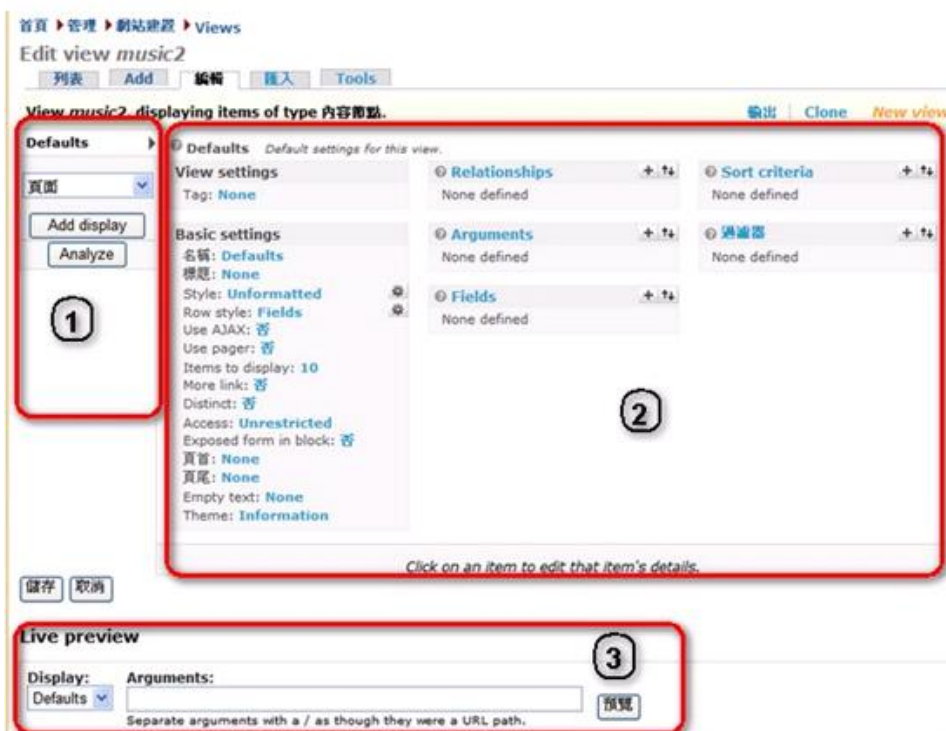 首頁 ▶ 管理 ▶ 網站建置 ▶ Views
Edit view music2
列表 Add 編輯 匯入 Tools
View music2, displaying items of type 內容節點.
輸出 Clone New view
Defaults
頁面
Add display
Analyze
1
Defaults Default settings for this view.
View settings
Tag: None
Basic settings
名稱: Defaults
標題: None
Style: Unformatted
Row style: Fields
Use AJAX: 否
Use pager: 否
Items to display: 10
More link: 否
Distinct: 否
Access: Unrestricted
Exposed form in block: 否
頁首: None
頁尾: None
Empty text: None
Theme: Information
Relationships
None defined
Arguments
None defined
Fields
None defined
Sort criteria
None defined
過濾器
None defined
2
Click on an item to edit that item's details.
儲存 取消
Live preview
3
Display: Arguments:
Defaults
預覽
Separate arguments with a / as though they were a URL path.